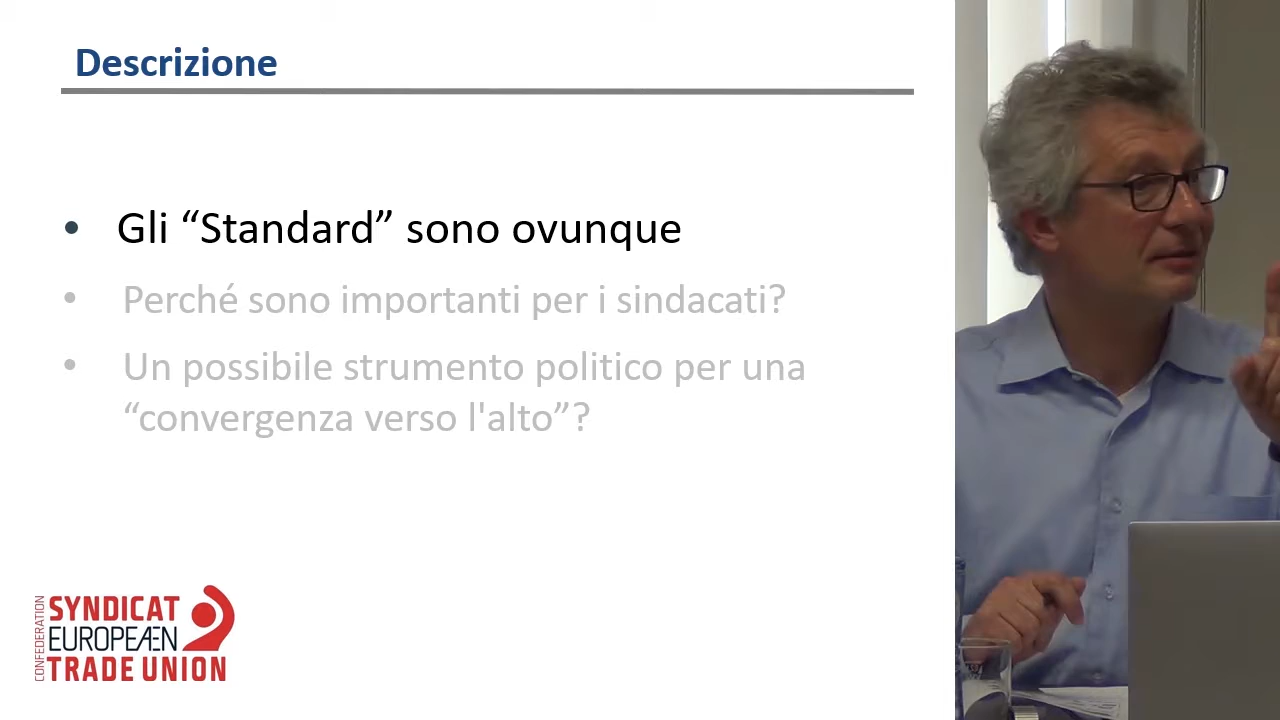 Descrizione
• Gli “Standard” sono ovunque
• Perché sono importanti per i sindacati?
• Un possibile strumento politico per una
“convergenza verso l'alto”?
CONFEDERATION
SYNDICAT
EUROPEÆN
TRADE UNION